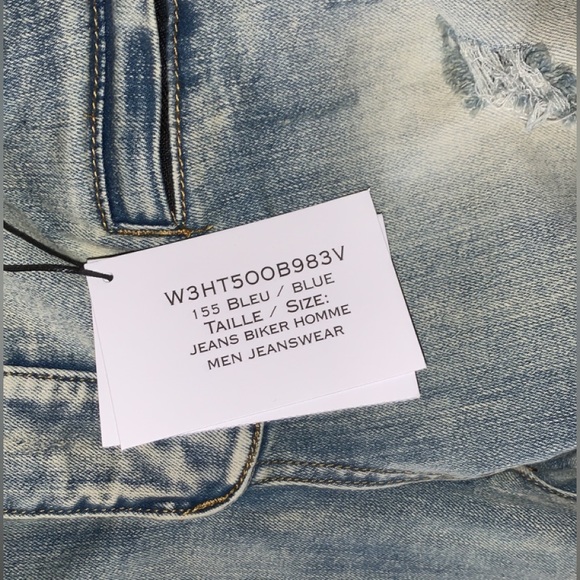 W3HT500B983V
155 BLEU / BLUE
TAILLE / SIZE:
JEANS BIKER HOMME
MEN JEANSWEAR